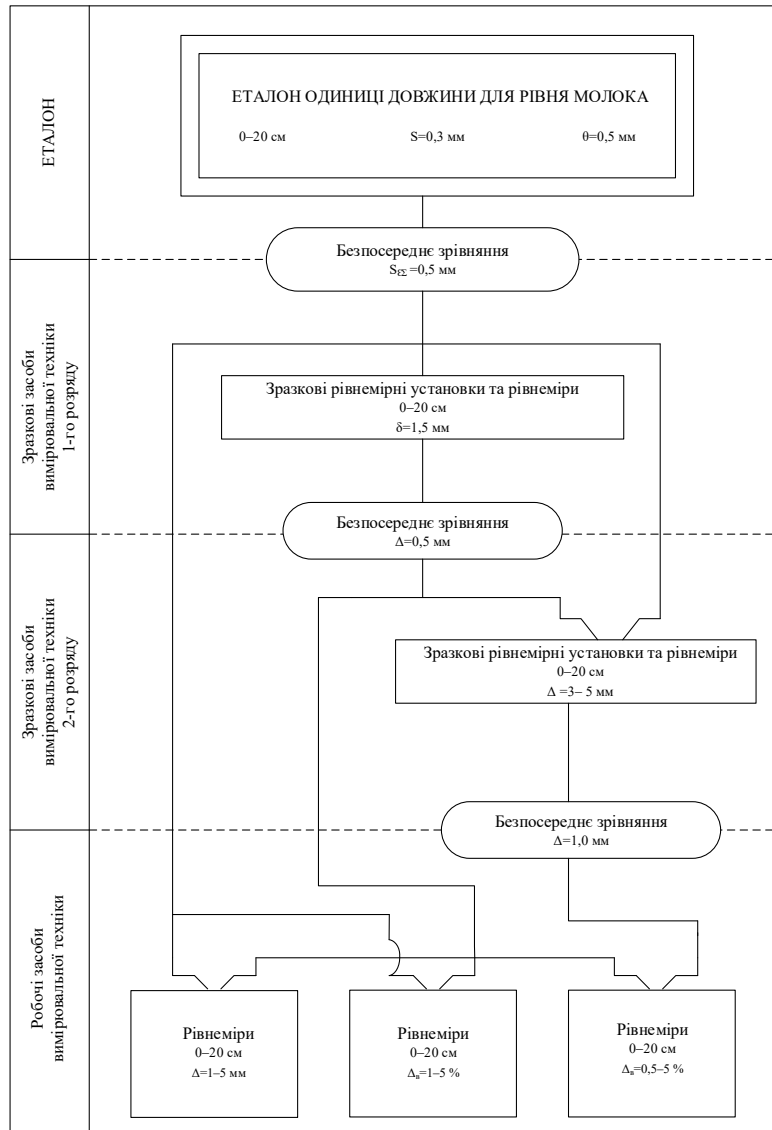 ЕТАЛОН
ЕТАЛОН ОДИНИЦІ ДОВЖИНИ ДЛЯ РІВНЯ МОЛОКА
0–20 см S=0,3 мм θ=0,5 мм
Безпосереднє зрівняння
S_εΣ =0,5 мм
Зразкові засоби
вимірювальної техніки
1-го розряду
Зразкові рівнемірні установки та рівнеміри
0–20 см
δ=1,5 мм
Безпосереднє зрівняння
Δ=0,5 мм
Зразкові засоби
вимірювальної техніки
2-го розряду
Зразкові рівнемірні установки та рівнеміри
0–20 см
Δ =3– 5 мм
Безпосереднє зрівняння
Δ=1,0 мм
Робочі засоби
вимірювальної техніки
Рівнеміри
0–20 см
Δ=1–5 мм
Рівнеміри
0–20 см
Δв=1–5 %
Рівнеміри
0–20 см
Δв=0,5–5 %